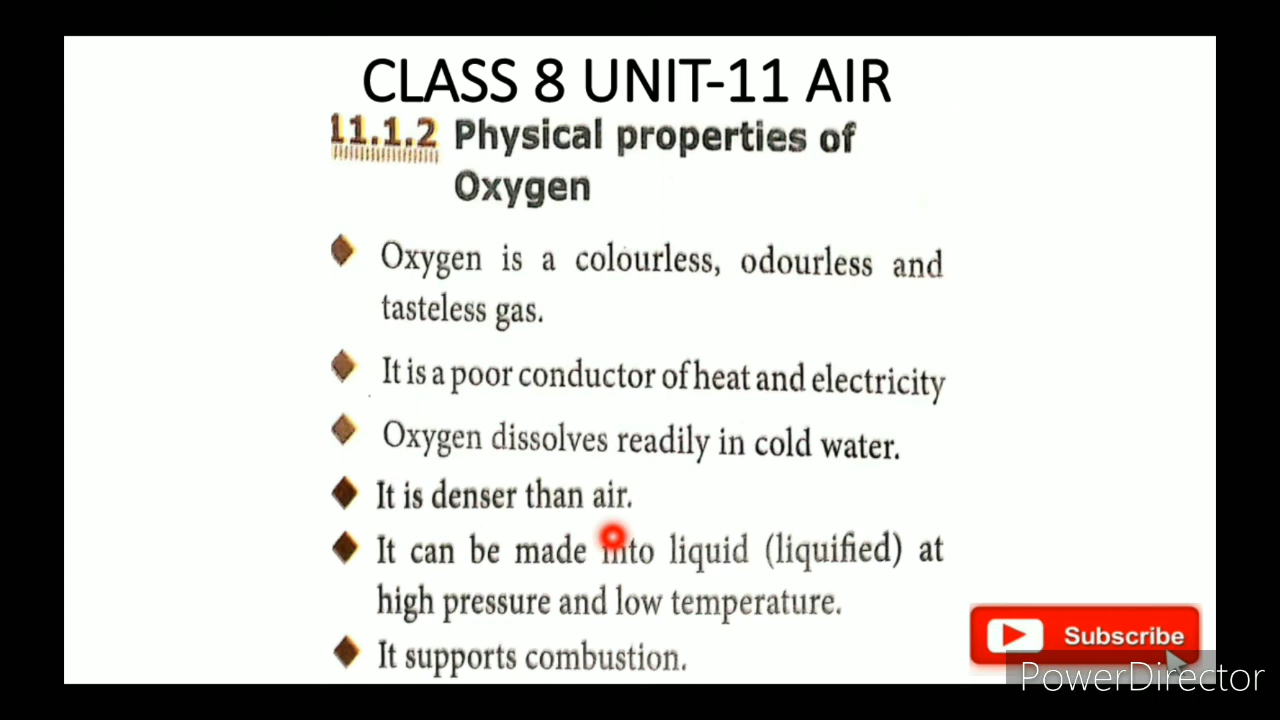 CLASS 8 UNIT-11 AIR
11.1.2 Physical properties of
Oxygen
Oxygen is a colourless, odourless and
tasteless gas.
It is a poor conductor of heat and electricity
Oxygen dissolves readily in cold water.
It is denser than air.
It can be made into liquid (liquified) at
high pressure and low temperature.
It supports combustion.
Subscribe
PowerDirector